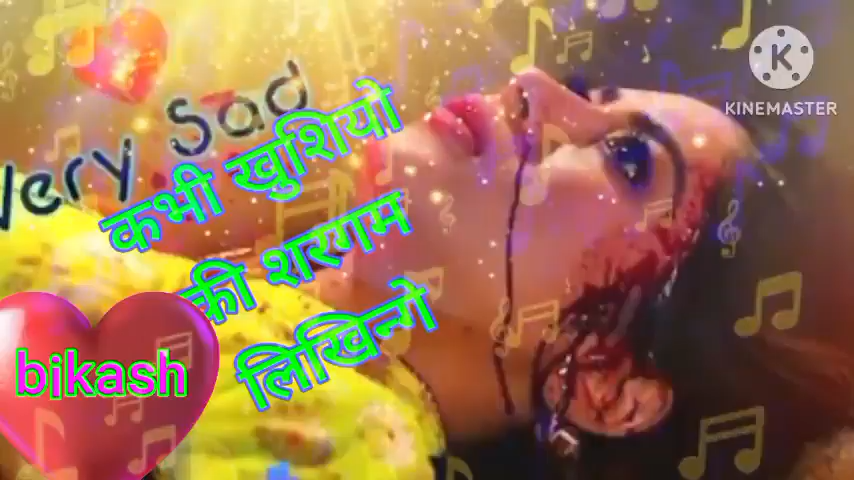 KINEMASTER
Very Sad
कभी खुशियो
की शरगम
लिखिन्गे
bikash